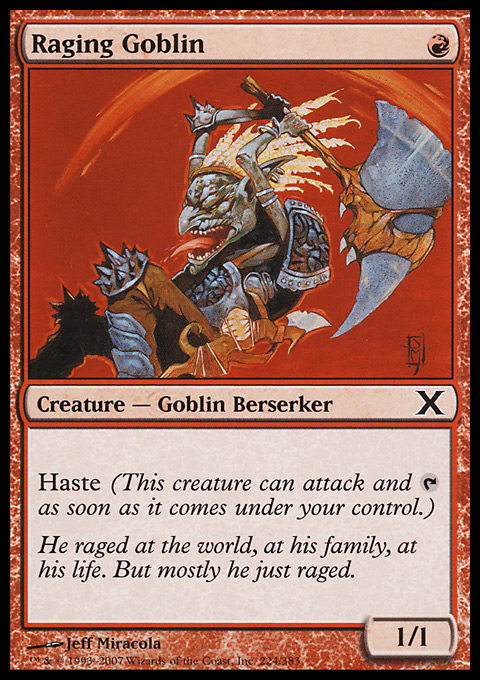 Raging Goblin
Creature — Goblin Berserker X
Haste (This creature can attack and
as soon as it comes under your control.)
He raged at the world, at his family, at
his life. But mostly he just raged.
1/1
Jeff Miracola
™ & © 1993–2007 Wizards of the Coast, Inc. 224/383